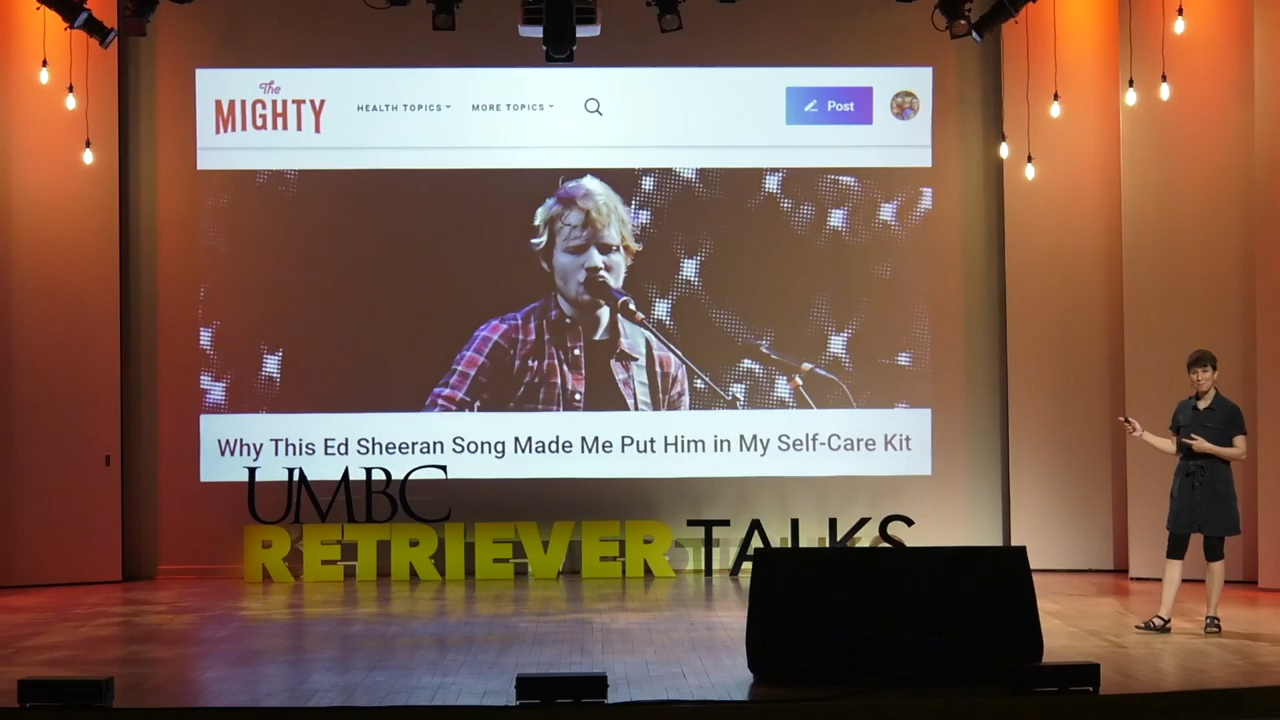 The
MIGHTY
HEALTH TOPICS
MORE TOPICS
Post
Why This Ed Sheeran Song Made Me Put Him in My Self-Care Kit
UMBC
RETRIEVER TALKS